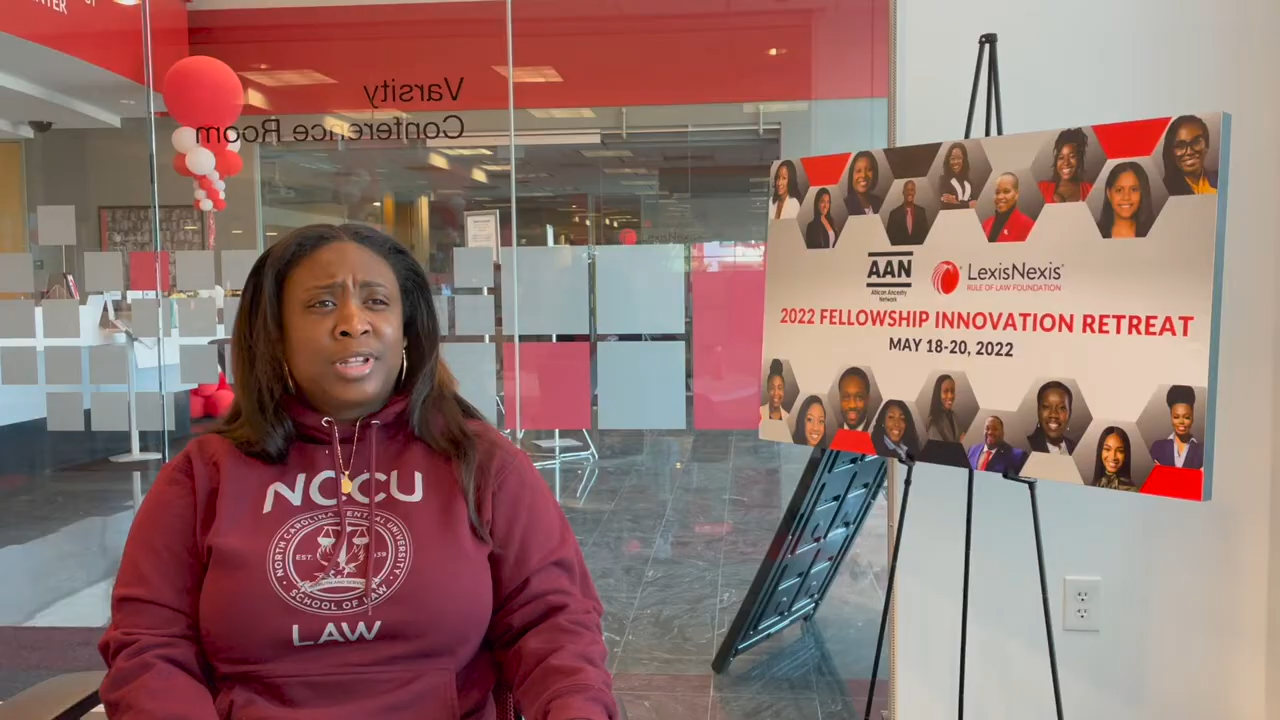 Varsity
Conference Room
AAN
African Ancestry
Network
LexisNexis
RULE OF LAW FOUNDATION
2022 FELLOWSHIP INNOVATION RETREAT
MAY 18-20, 2022
NCCU
NORTH CAROLINA CENTRAL UNIVERSITY
EST.
SCHOOL OF LAW
LAW